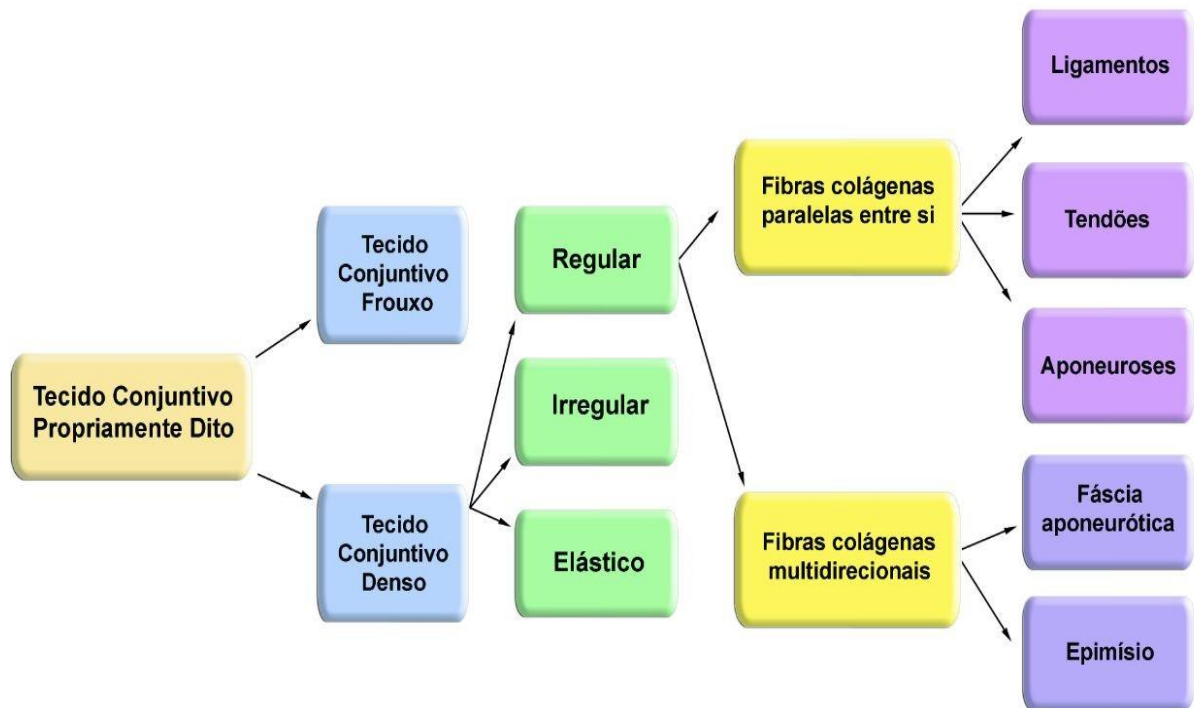 Tecido Conjuntivo
Propriamente Dito
Tecido
Conjuntivo
Frouxo
Tecido
Conjuntivo
Denso
Regular
Irregular
Elástico
Fibras colágenas
paralelas entre si
Fibras colágenas
multidirecionais
Ligamentos
Tendões
Aponeuroses
Fáscia
aponeurótica
Epimísio